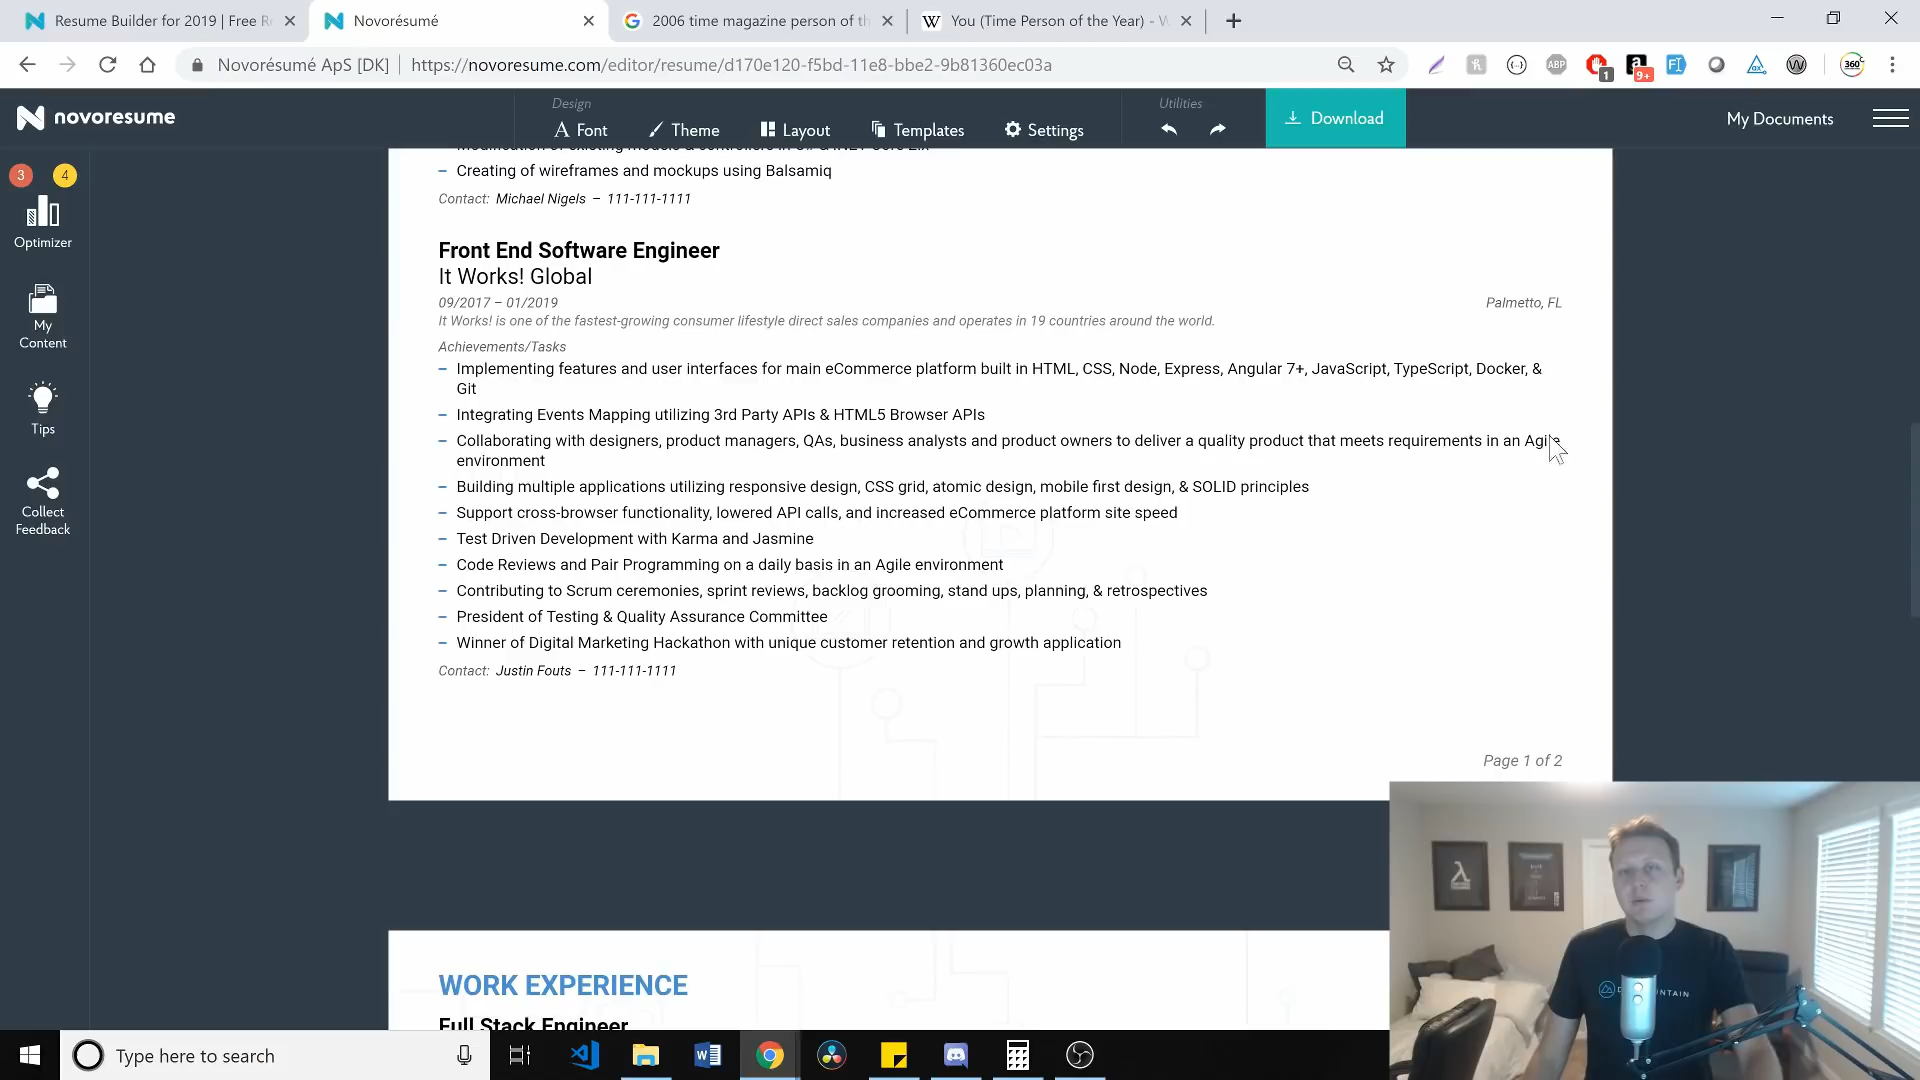 Resume Builder for 2019 | Free R
Novorésumé
2006 time magazine person of th
You (Time Person of the Year) - W
Novorésumé ApS [DK]
https://novoresume.com/editor/resume/d170e120-f5bd-11e8-bbe2-9b81360ec03a
ABP
1
9+
360°
novoresume
Design
Font
Theme
Layout
Templates
Settings
Utilities
Download
My Documents
3
4
Optimizer
My
Content
Tips
Collect
Feedback
Creating of wireframes and mockups using Balsamiq
Contact: Michael Nigels – 111-111-1111
Front End Software Engineer
It Works! Global
09/2017 – 01/2019
Palmetto, FL
It Works! is one of the fastest-growing consumer lifestyle direct sales companies and operates in 19 countries around the world.
Achievements/Tasks
– Implementing features and user interfaces for main eCommerce platform built in HTML, CSS, Node, Express, Angular 7+, JavaScript, TypeScript, Docker, &
Git
– Integrating Events Mapping utilizing 3rd Party APIs & HTML5 Browser APIs
– Collaborating with designers, product managers, QAs, business analysts and product owners to deliver a quality product that meets requirements in an Agile
environment
– Building multiple applications utilizing responsive design, CSS grid, atomic design, mobile first design, & SOLID principles
– Support cross-browser functionality, lowered API calls, and increased eCommerce platform site speed
– Test Driven Development with Karma and Jasmine
– Code Reviews and Pair Programming on a daily basis in an Agile environment
– Contributing to Scrum ceremonies, sprint reviews, backlog grooming, stand ups, planning, & retrospectives
– President of Testing & Quality Assurance Committee
– Winner of Digital Marketing Hackathon with unique customer retention and growth application
Contact: Justin Fouts – 111-111-1111
Page 1 of 2
WORK EXPERIENCE
Full Stack Engineer
Type here to search